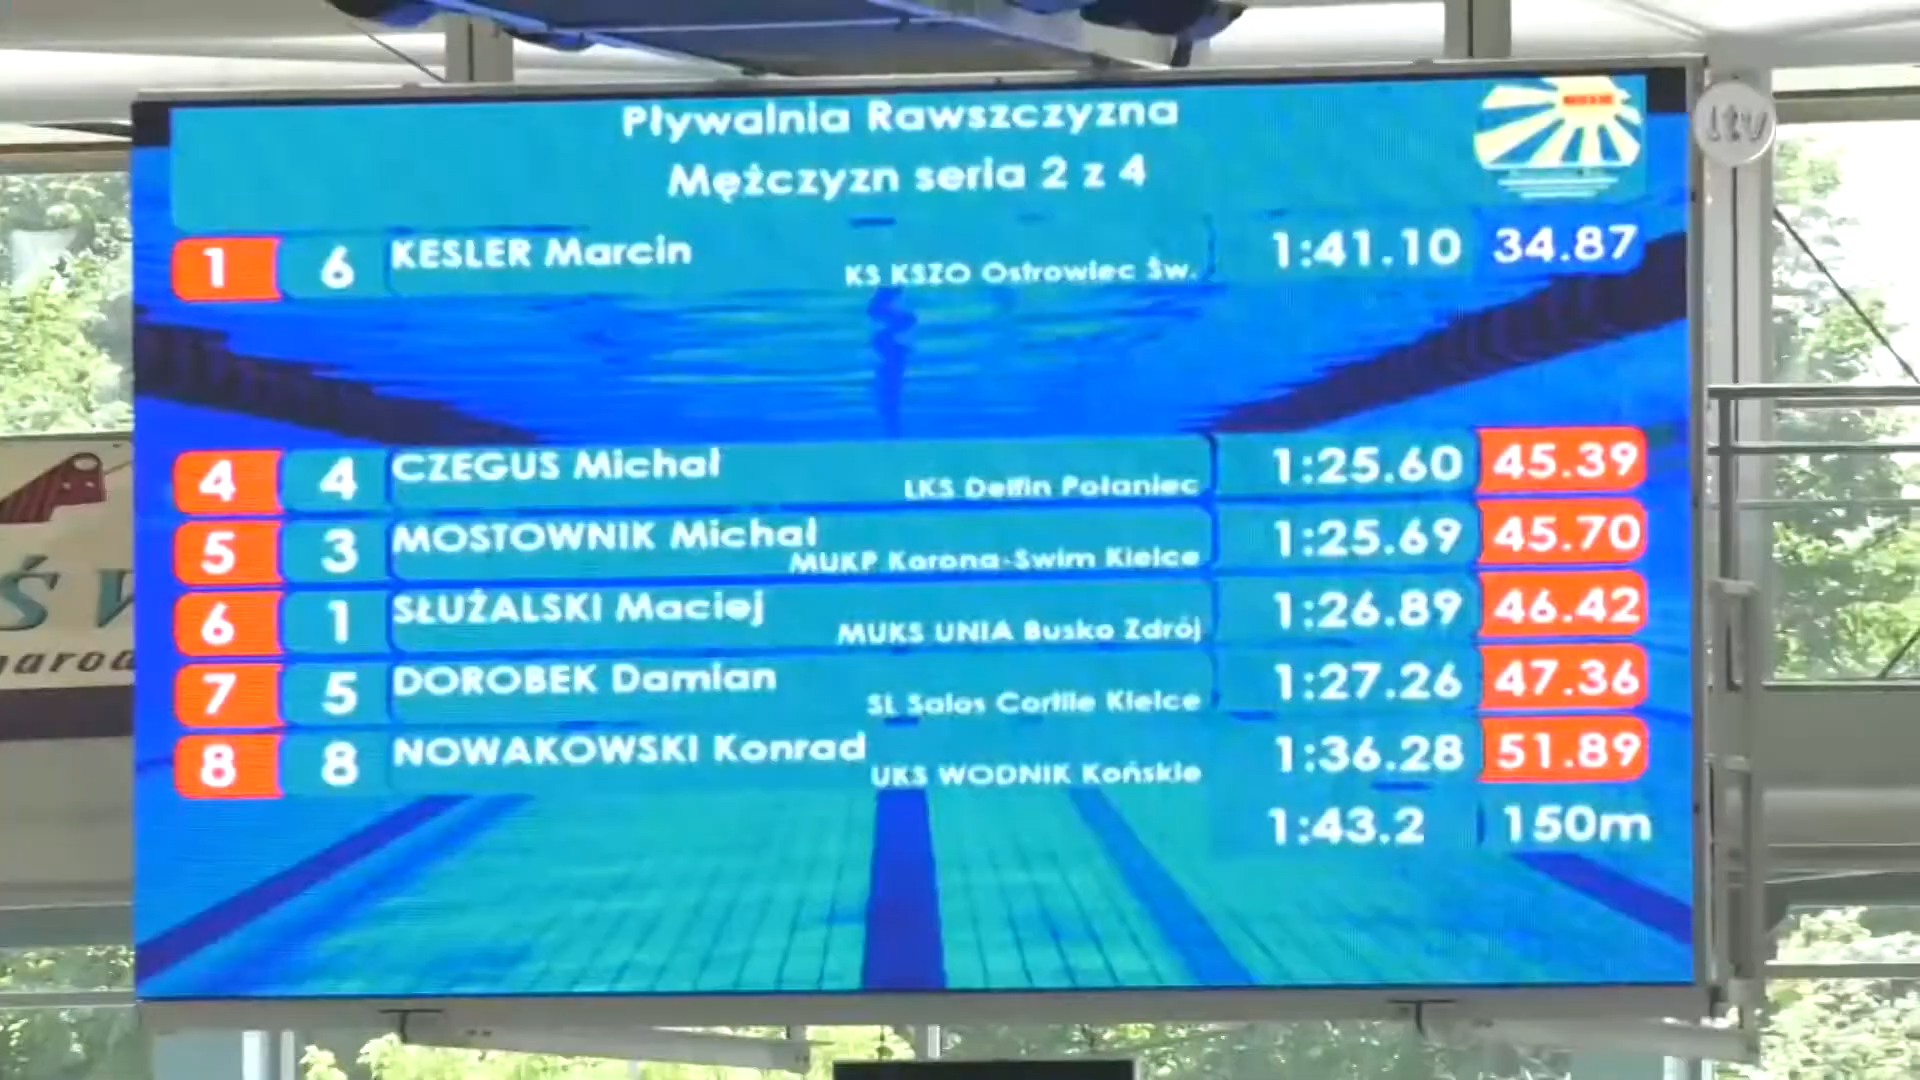 Pływalnia Rawszczyzna
Mężczyzn seria 2 z 4
ltv
1 6 KESLER Marcin KS KSZO Ostrowiec Św. 1:41.10 34.87
4 4 CZEGUS Michał LKS Delfin Połaniec 1:25.60 45.39
5 3 MOSTOWNIK Michał MUKP Korona-Swim Kielce 1:25.69 45.70
6 1 SŁUŻALSKI Maciej MUKS UNIA Busko Zdrój 1:26.89 46.42
7 5 DOROBEK Damian SL Salos Cortile Kielce 1:27.26 47.36
8 8 NOWAKOWSKI Konrad UKS WODNIK Końskie 1:36.28 51.89
1:43.2 150m